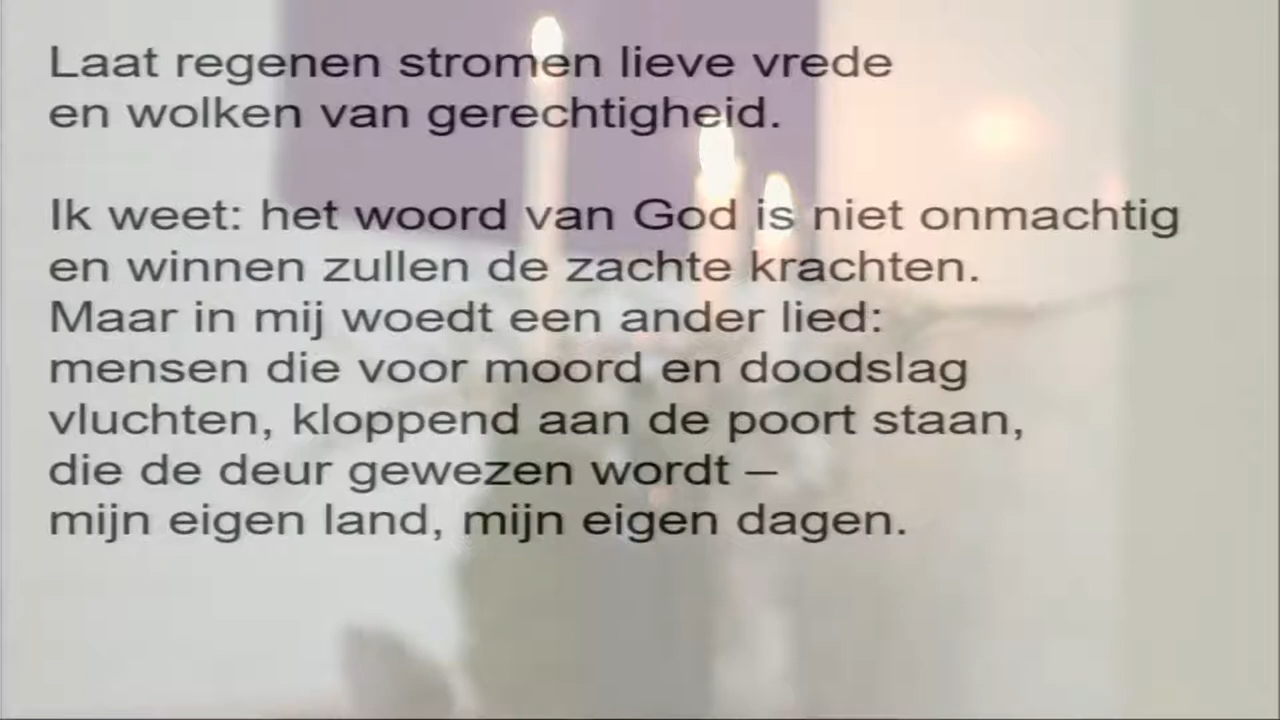 Laat regenen stromen lieve vrede
en wolken van gerechtigheid.
Ik weet: het woord van God is niet onmachtig
en winnen zullen de zachte krachten.
Maar in mij woedt een ander lied:
mensen die voor moord en doodslag
vluchten, kloppend aan de poort staan,
die de deur gewezen wordt –
mijn eigen land, mijn eigen dagen.